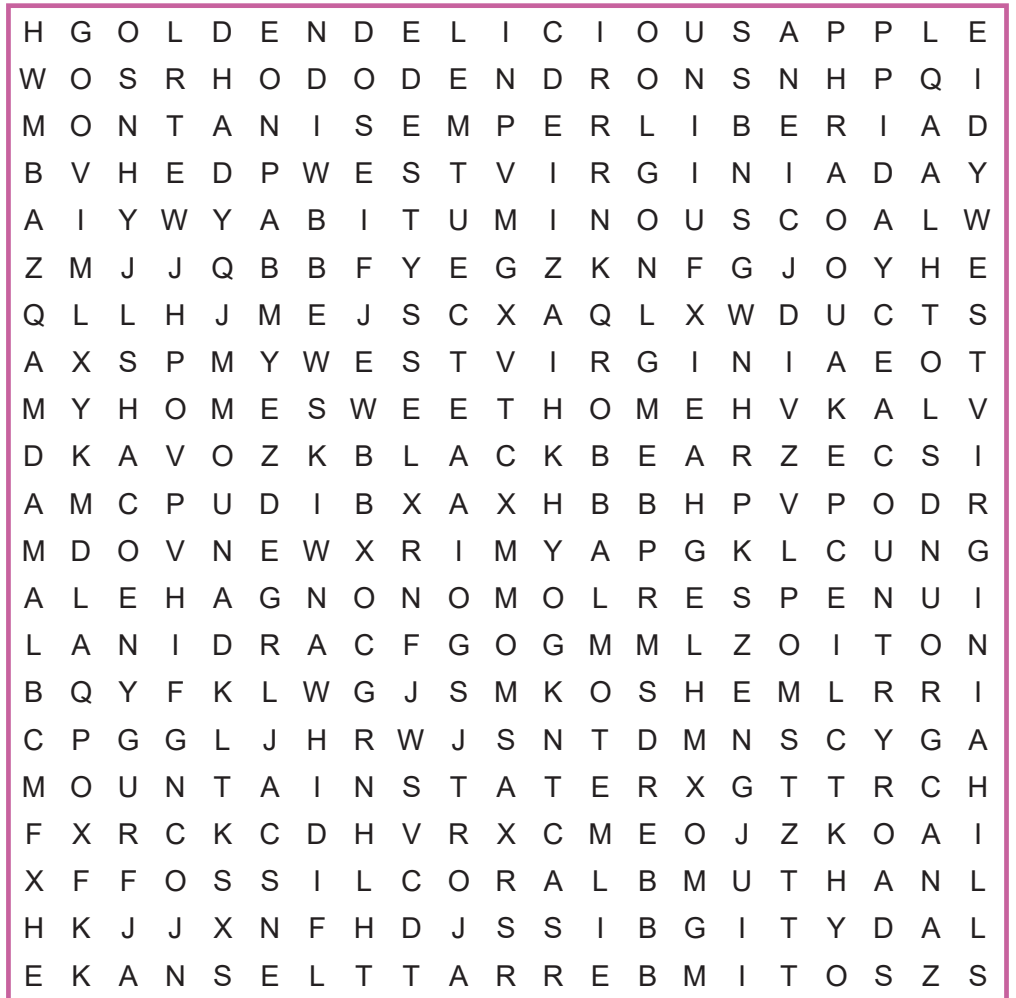 H G O L D E N D E L I C I O U S A P P L E
W O S R H O D O D E N D R O N S N H P Q I
M O N T A N I S E M P E R L I B E R I A D
B V H E D P W E S T V I R G I N I A D A Y
A I Y W Y A B I T U M I N O U S C O A L W
Z M J J Q B B F Y E G Z K N F G J O Y H E
Q L L H J M E J S C X A Q L X W D U C T S
A X S P M Y W E S T V I R G I N I A E O T
M Y H O M E S W E E T H O M E H V K A L V
D K A V O Z K B L A C K B E A R Z E C S I
A M C P U D I B X A X H B B H P V P O D R
M D O V N E W X R I M Y A P G K L C U N G
A L E H A G N O N O M O L R E S P E N U I
L A N I D R A C F G O G M M L Z O I T O N
B Q Y F K L W G J S M K O S H E M L R R I
C P G G L J H R W J S N T D M N S C Y G A
M O U N T A I N S T A T E R X G T T R C H
F X R C K C D H V R X C M E O J Z K O A I
X F F O S S I L C O R A L B M U T H A N L
H K J J X N F H D J S S I B G I T Y D A L
E K A N S E L T T A R R E B M I T O S Z S